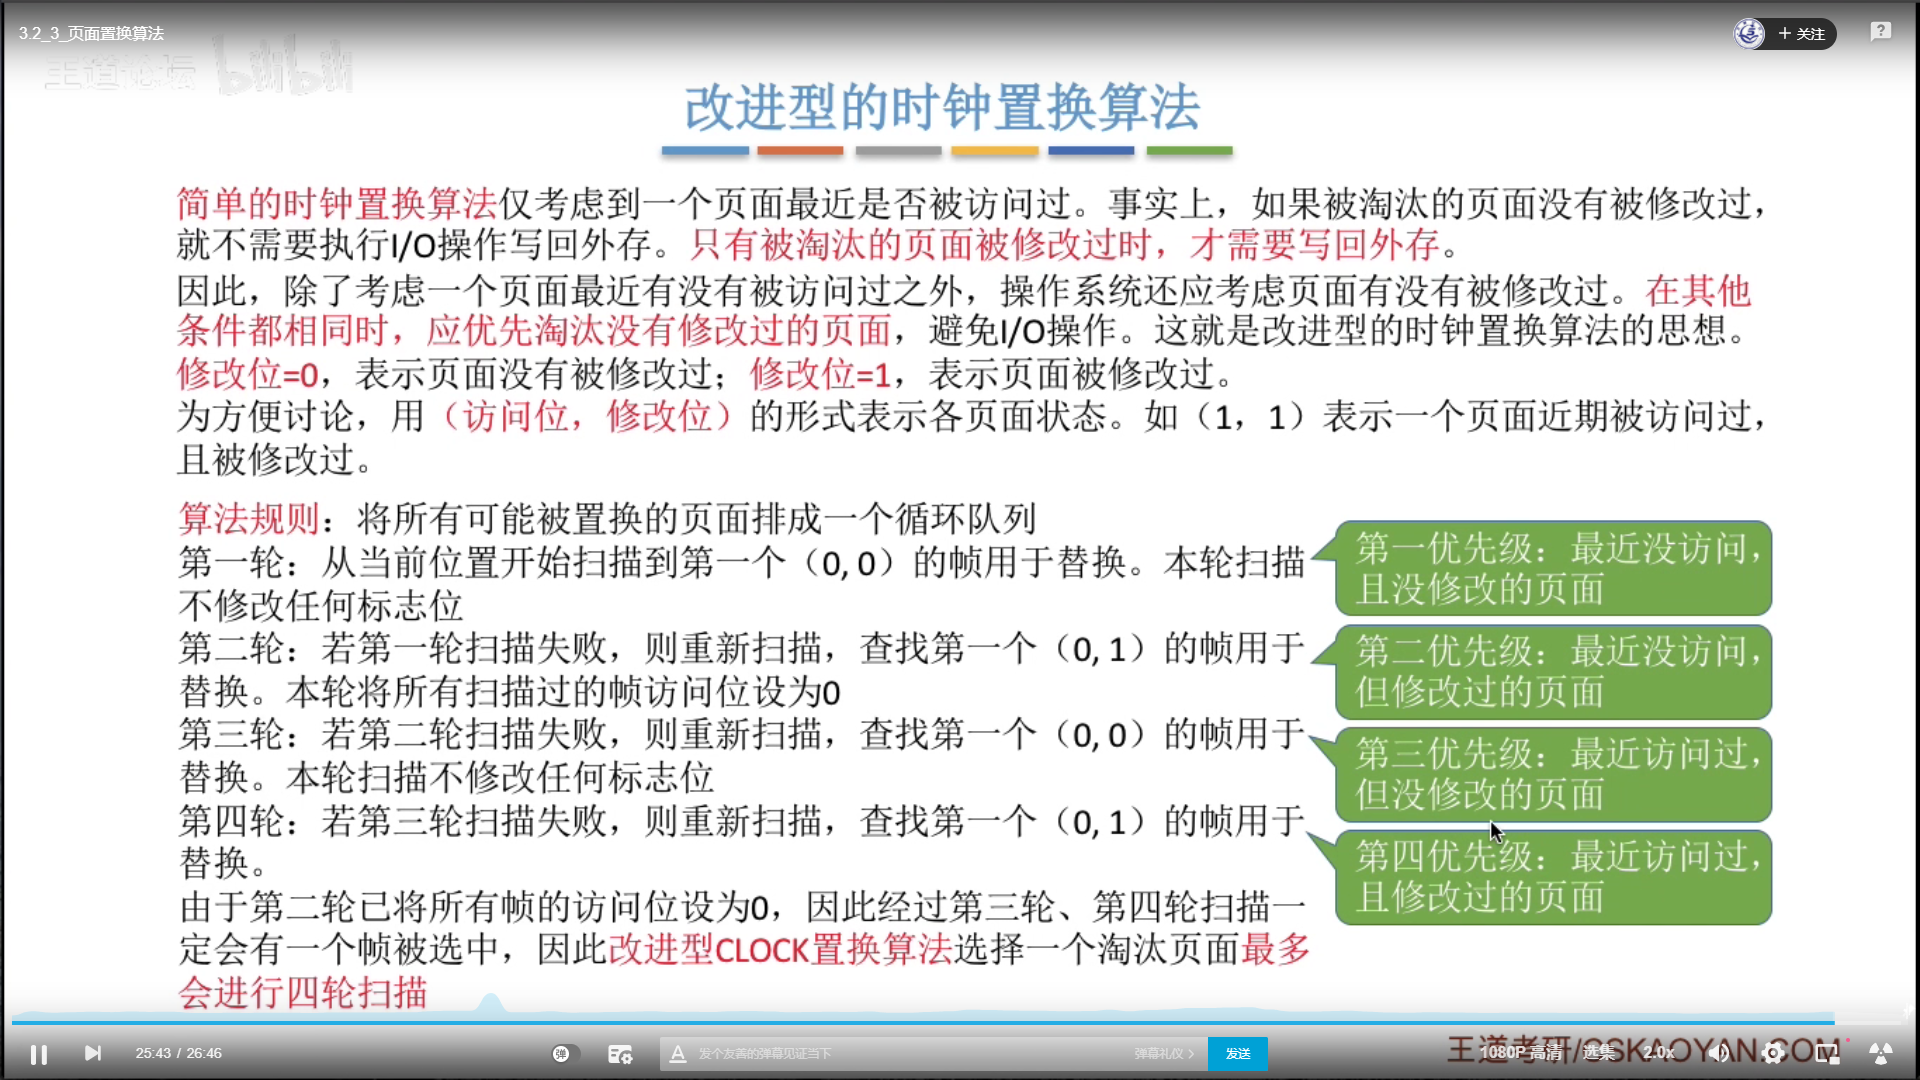 3.2_3_页面置换算法
+ 关注
王道论坛 bilibili
改进型的时钟置换算法
简单的时钟置换算法仅考虑到一个页面最近是否被访问过。事实上，如果被淘汰的页面没有被修改过，
就不需要执行I/O操作写回外存。只有被淘汰的页面被修改过时，才需要写回外存。
因此，除了考虑一个页面最近有没有被访问过之外，操作系统还应考虑页面有没有被修改过。在其他
条件都相同时，应优先淘汰没有修改过的页面，避免I/O操作。这就是改进型的时钟置换算法的思想。
修改位=0，表示页面没有被修改过；修改位=1，表示页面被修改过。
为方便讨论，用（访问位，修改位）的形式表示各页面状态。如（1，1）表示一个页面近期被访问过，
且被修改过。
算法规则：将所有可能被置换的页面排成一个循环队列
第一轮：从当前位置开始扫描到第一个（0, 0）的帧用于替换。本轮扫描
不修改任何标志位
第二轮：若第一轮扫描失败，则重新扫描，查找第一个（0, 1）的帧用于
替换。本轮将所有扫描过的帧访问位设为0
第三轮：若第二轮扫描失败，则重新扫描，查找第一个（0, 0）的帧用于
替换。本轮扫描不修改任何标志位
第四轮：若第三轮扫描失败，则重新扫描，查找第一个（0, 1）的帧用于
替换。
由于第二轮已将所有帧的访问位设为0，因此经过第三轮、第四轮扫描一
定会有一个帧被选中，因此改进型CLOCK置换算法选择一个淘汰页面最多
会进行四轮扫描
第一优先级：最近没访问，
且没修改的页面
第二优先级：最近没访问，
但修改过的页面
第三优先级：最近访问过，
但没修改的页面
第四优先级：最近访问过，
且修改过的页面
25:43 / 26:46
弹
发个友善的弹幕见证当下
弹幕礼仪 >
发送
王道考研/CSKAOYAN.COM
1080P 高清
选集
2.0x